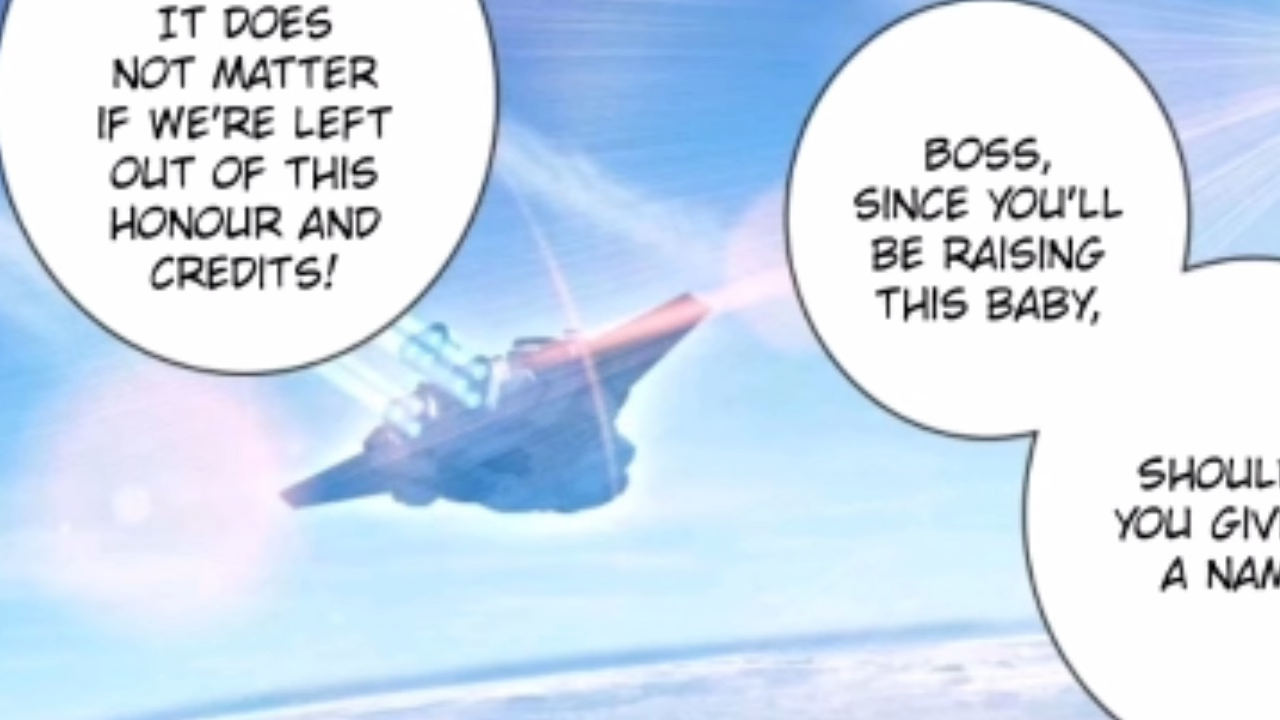 IT DOES
NOT MATTER
IF WE'RE LEFT
OUT OF THIS
HONOUR AND
CREDITS!
BOSS,
SINCE YOU'LL
BE RAISING
THIS BABY,
YOU
A